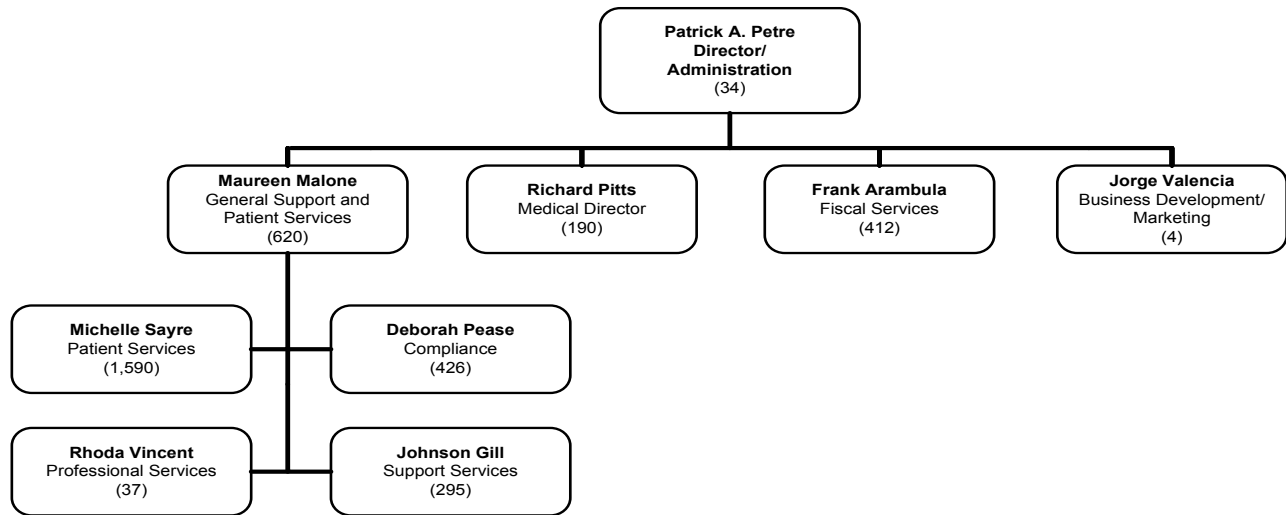 Patrick A. Petre
Director/
Administration
(34)
Maureen Malone
General Support and
Patient Services
(620)
Richard Pitts
Medical Director
(190)
Frank Arambula
Fiscal Services
(412)
Jorge Valencia
Business Development/
Marketing
(4)
Michelle Sayre
Patient Services
(1,590)
Deborah Pease
Compliance
(426)
Rhoda Vincent
Professional Services
(37)
Johnson Gill
Support Services
(295)